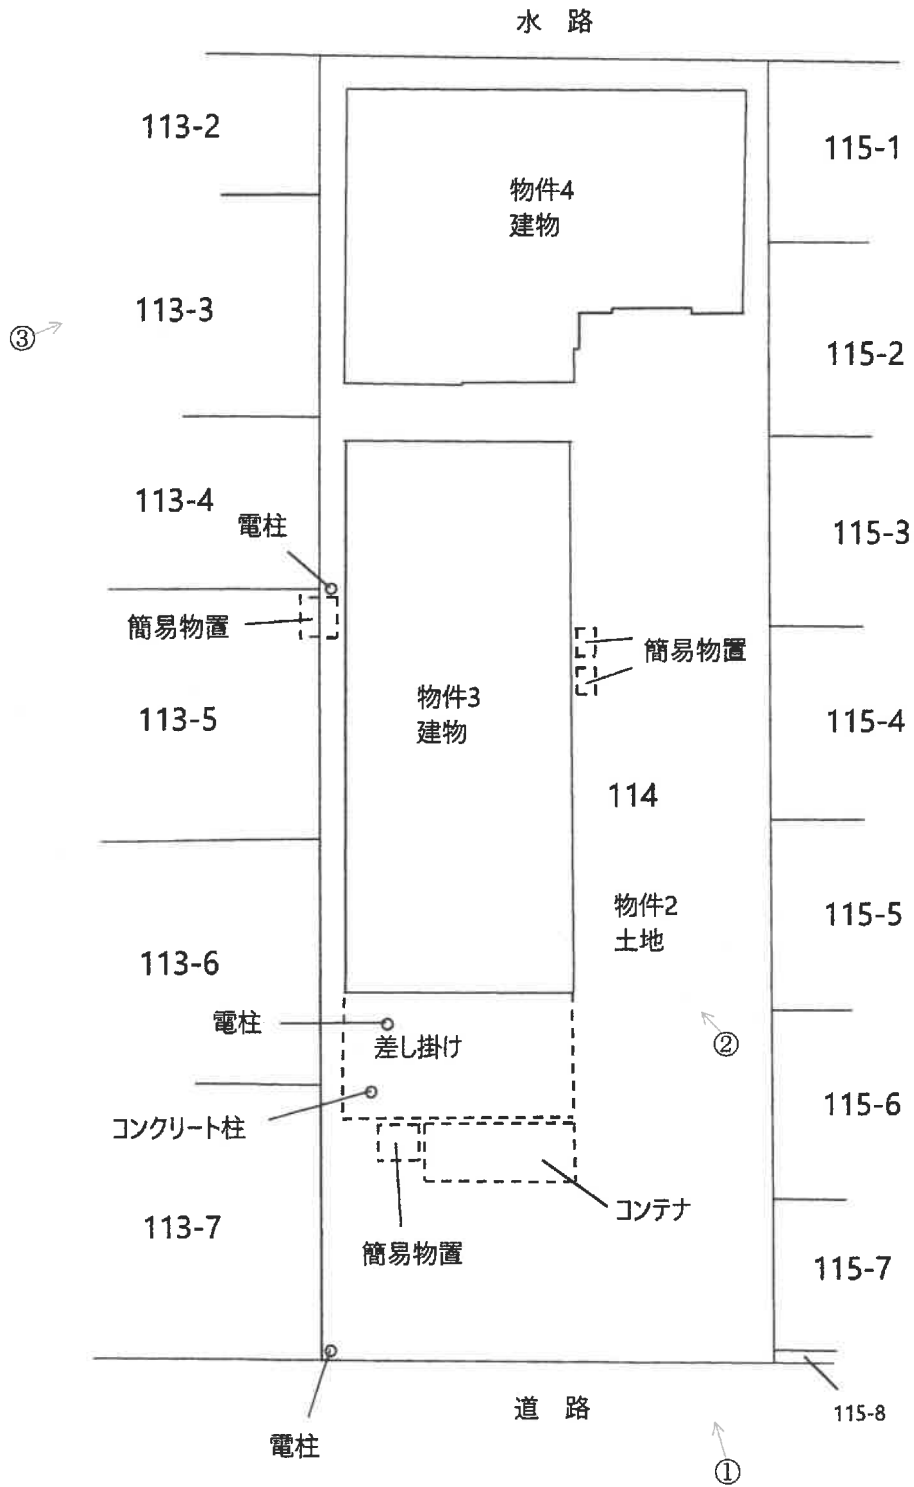 水 路
113-2
115-1
物件4
建物
113-3
③
115-2
113-4
電柱
115-3
簡易物置
簡易物置
物件3
建物
113-5
115-4
114
物件2
土地
115-5
113-6
電柱
差し掛け
②
115-6
コンクリート柱
コンテナ
113-7
簡易物置
115-7
道 路
115-8
電柱
①